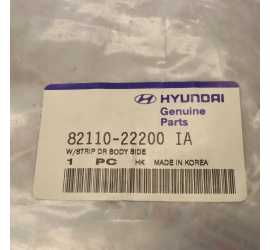 HYUNDAI
Genuine
Parts
82110-22200 IA
W/STRIP DR BODY SIDE
1 PC HK MADE IN KOREA